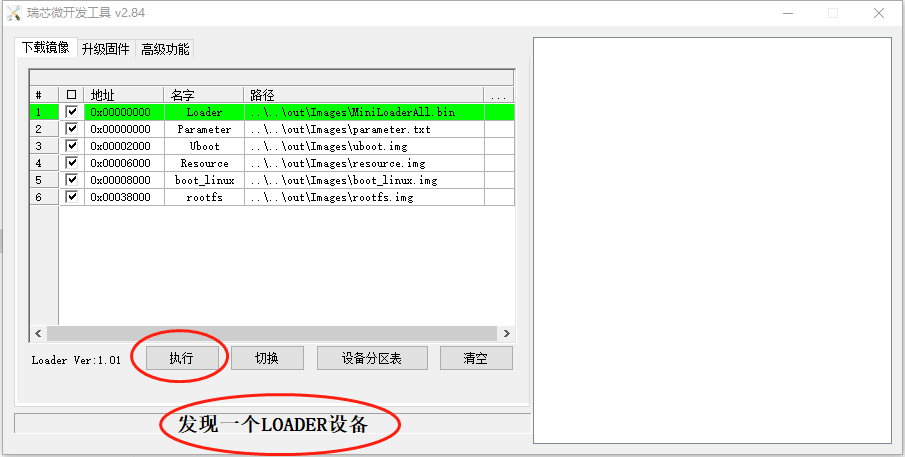 瑞芯微开发工具 v2.84
下载镜像 升级固件 高级功能
# 地址 名字 路径 ...
1 0x00000000 Loader ..\..\out\Images\MiniLoaderAll.bin
2 0x00000000 Parameter ..\..\out\Images\parameter.txt
3 0x00002000 Uboot ..\..\out\Images\uboot.img
4 0x00006000 Resource ..\..\out\Images\resource.img
5 0x00008000 boot_linux ..\..\out\Images\boot_linux.img
6 0x00038000 rootfs ..\..\out\Images\rootfs.img
Loader Ver:1.01 执行 切换 设备分区表 清空
发现一个LOADER设备